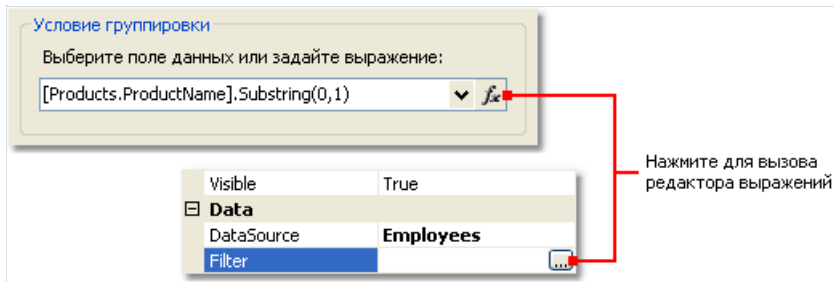 Условие группировки
Выберите поле данных или задайте выражение:
[Products.ProductName].Substring(0,1)
fx
Нажмите для вызова
редактора выражений
Visible True
Data
DataSource Employees
Filter ...